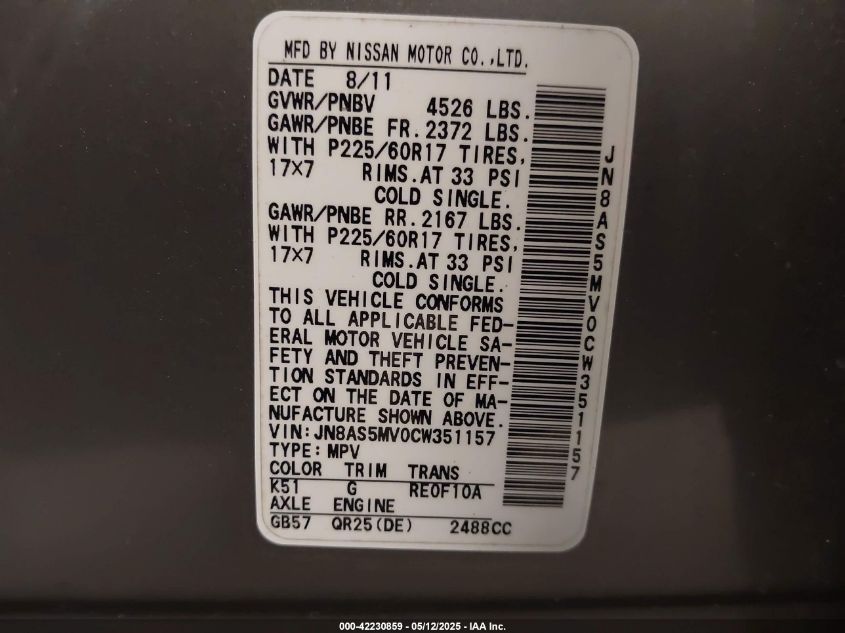 MFD BY NISSAN MOTOR CO.,LTD.
DATE 8/11
GVWR/PNBV 4526 LBS.
GAWR/PNBE FR.2372 LBS.
WITH P225/60R17 TIRES,
17X7 RIMS.AT 33 PSI
COLD SINGLE.
GAWR/PNBE RR.2167 LBS.
WITH P225/60R17 TIRES,
17X7 RIMS.AT 33 PSI
COLD SINGLE.
THIS VEHICLE CONFORMS
TO ALL APPLICABLE FED-
ERAL MOTOR VEHICLE SA-
FETY AND THEFT PREVEN-
TION STANDARDS IN EFF-
ECT ON THE DATE OF MA-
NUFACTURE SHOWN ABOVE.
VIN:JN8AS5MV0CW351157
TYPE:MPV
COLOR TRIM TRANS
K51 G RE0F10A
AXLE ENGINE
GB57 QR25(DE) 2488CC
JN8AS5MV0CW351157
000-42230859 - 05/12/2025 - IAA Inc.